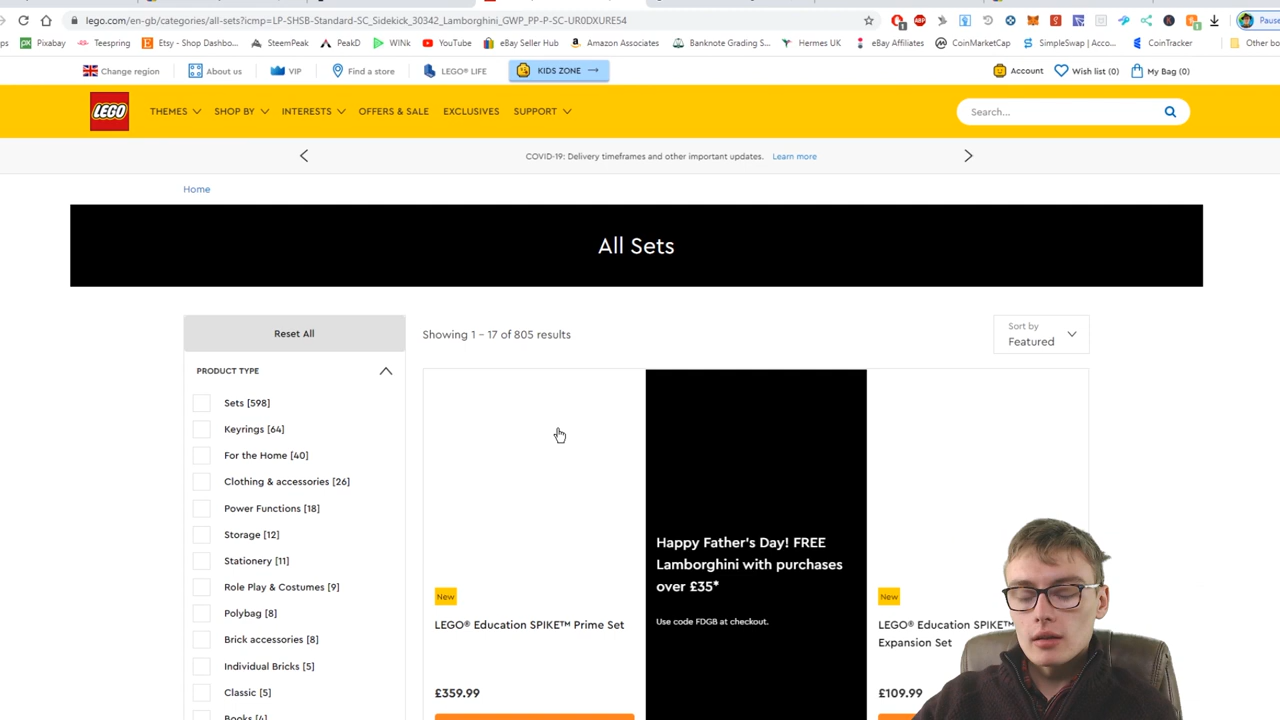 lego.com/en-gb/categories/all-sets?icmp=LP-SHSB-Standard-SC_Sidekick_30342_Lamborghini_GWP_PP-P-SC-UR0DXURE54
Pause
Pixabay Teespring Etsy - Shop Dashbo... SteemPeak PeakD WINk YouTube eBay Seller Hub Amazon Associates Banknote Grading S... Hermes UK eBay Affiliates CoinMarketCap SimpleSwap | Acco... CoinTracker Other bo
Change region About us VIP Find a store LEGO® LIFE KIDS ZONE Account Wish list (0) My Bag (0)
LEGO THEMES SHOP BY INTERESTS OFFERS & SALE EXCLUSIVES SUPPORT Search...
COVID-19: Delivery timeframes and other important updates. Learn more
Home
All Sets
Reset All
Showing 1 - 17 of 805 results
Sort by
Featured
PRODUCT TYPE
Sets [598]
Keyrings [64]
For the Home [40]
Clothing & accessories [26]
Power Functions [18]
Storage [12]
Stationery [11]
Role Play & Costumes [9]
Polybag [8]
Brick accessories [8]
Individual Bricks [5]
Classic [5]
Books [4]
New
LEGO® Education SPIKE™ Prime Set
£359.99
Happy Father's Day! FREE
Lamborghini with purchases
over £35*
Use code FDGB at checkout.
New
LEGO® Education SPIKE™
Expansion Set
£109.99